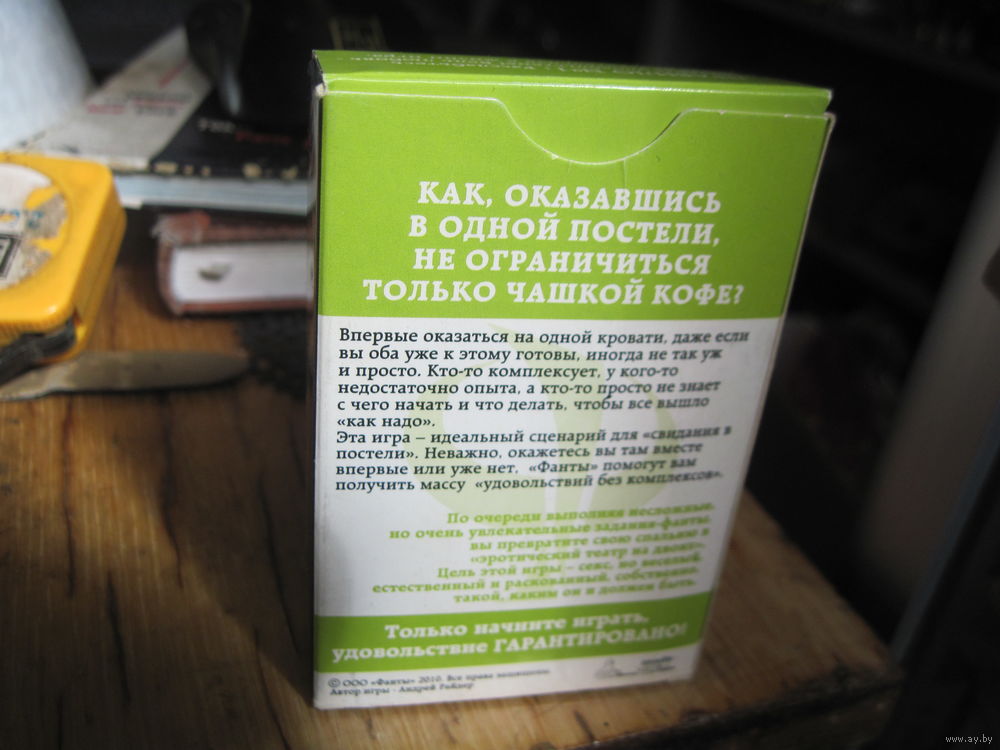 КАК, ОКАЗАВШИСЬ
В ОДНОЙ ПОСТЕЛИ,
НЕ ОГРАНИЧИТЬСЯ
ТОЛЬКО ЧАШКОЙ КОФЕ?
Впервые оказаться на одной кровати, даже если
вы оба уже к этому готовы, иногда не так уж
и просто. Кто-то комплексует, у кого-то
недостаточно опыта, а кто-то просто не знает
с чего начать и что делать, чтобы все вышло
«как надо».
Эта игра – идеальный сценарий для «свидания в
постели». Неважно, окажетесь вы там вместе
впервые или уже нет, «Фанты» помогут вам
получить массу «удовольствий без комплексов».
По очереди выполняя несложные,
но очень увлекательные задания-фанты,
вы превратите свою спальню в
«эротический театр на двоих».
Цель этой игры – секс, но веселый,
естественный и раскованный, собственно,
такой, каким он и должен быть.
Только начните играть,
удовольствие ГАРАНТИРОВАНО!
© ООО «Фанты» 2010. Все права защищены.
Автор игры - Андрей
www.ay.by